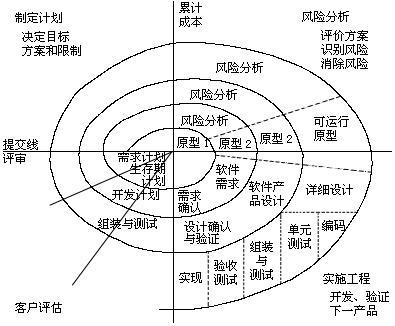 制定计划
决定目标
方案和限制
累计
成本
风险分析
评价方案
识别风险
消除风险
风险分析
风险分析
风险分析
可运行
原型
原型 1
原型 2
原型 2
提交线
评审
需求计划
生存期
计划
软件
需求
开发计划
需求
确认
软件产
品设计
详细设计
组装与测试
设计确认
与验证
组装
与
测试
单元
测试
编码
实现
验收
测试
客户评估
实施工程
开发、验证
下一产品